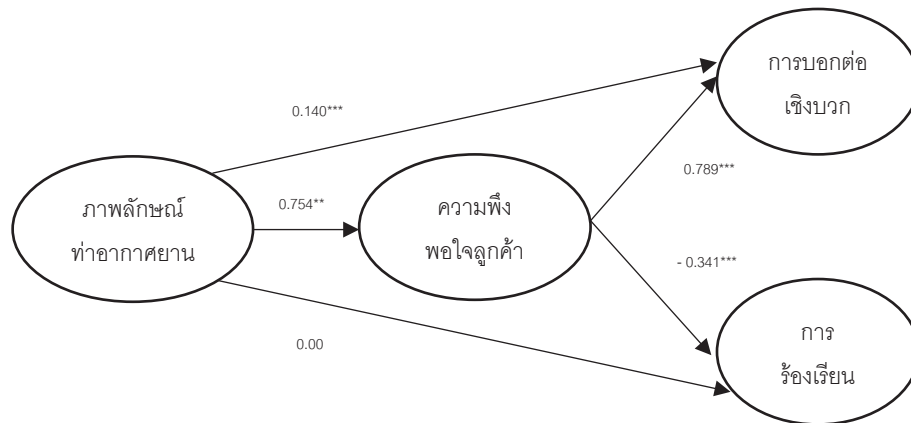 การบอกต่อ
เชิงบวก
0.140***
0.789***
ภาพลักษณ์
ท่าอากาศยาน
0.754**
ความพึง
พอใจลูกค้า
- 0.341***
0.00
การ
ร้องเรียน